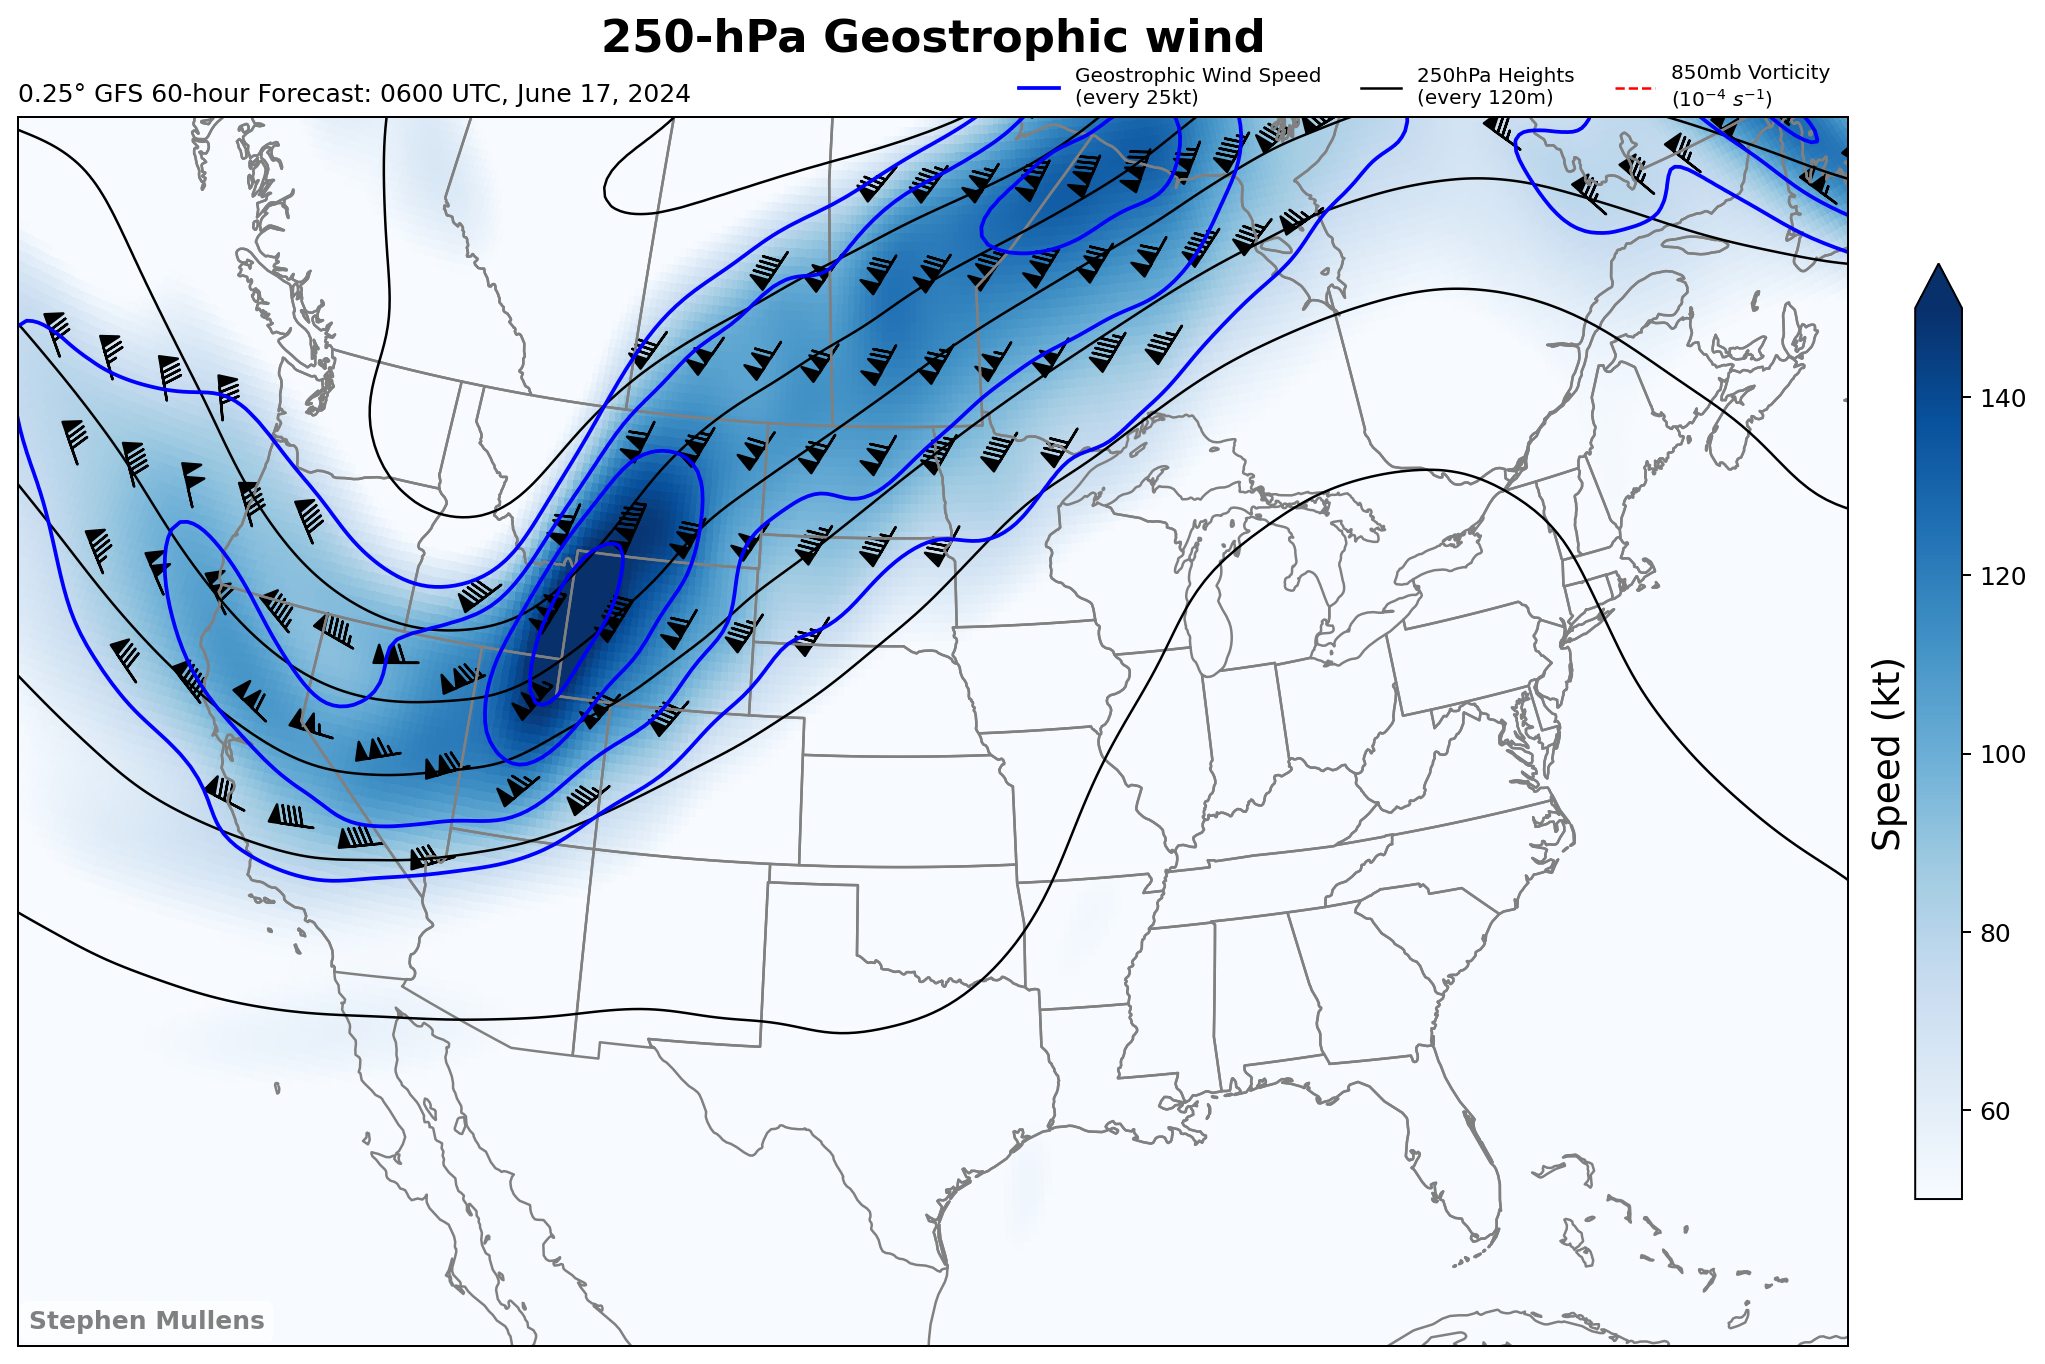 250-hPa Geostrophic wind
0.25° GFS 60-hour Forecast: 0600 UTC, June 17, 2024
Geostrophic Wind Speed
(every 25kt)
250hPa Heights
(every 120m)
850mb Vorticity
(10⁻⁴ s⁻¹)
140
120
100
80
60
Speed (kt)
Stephen Mullens